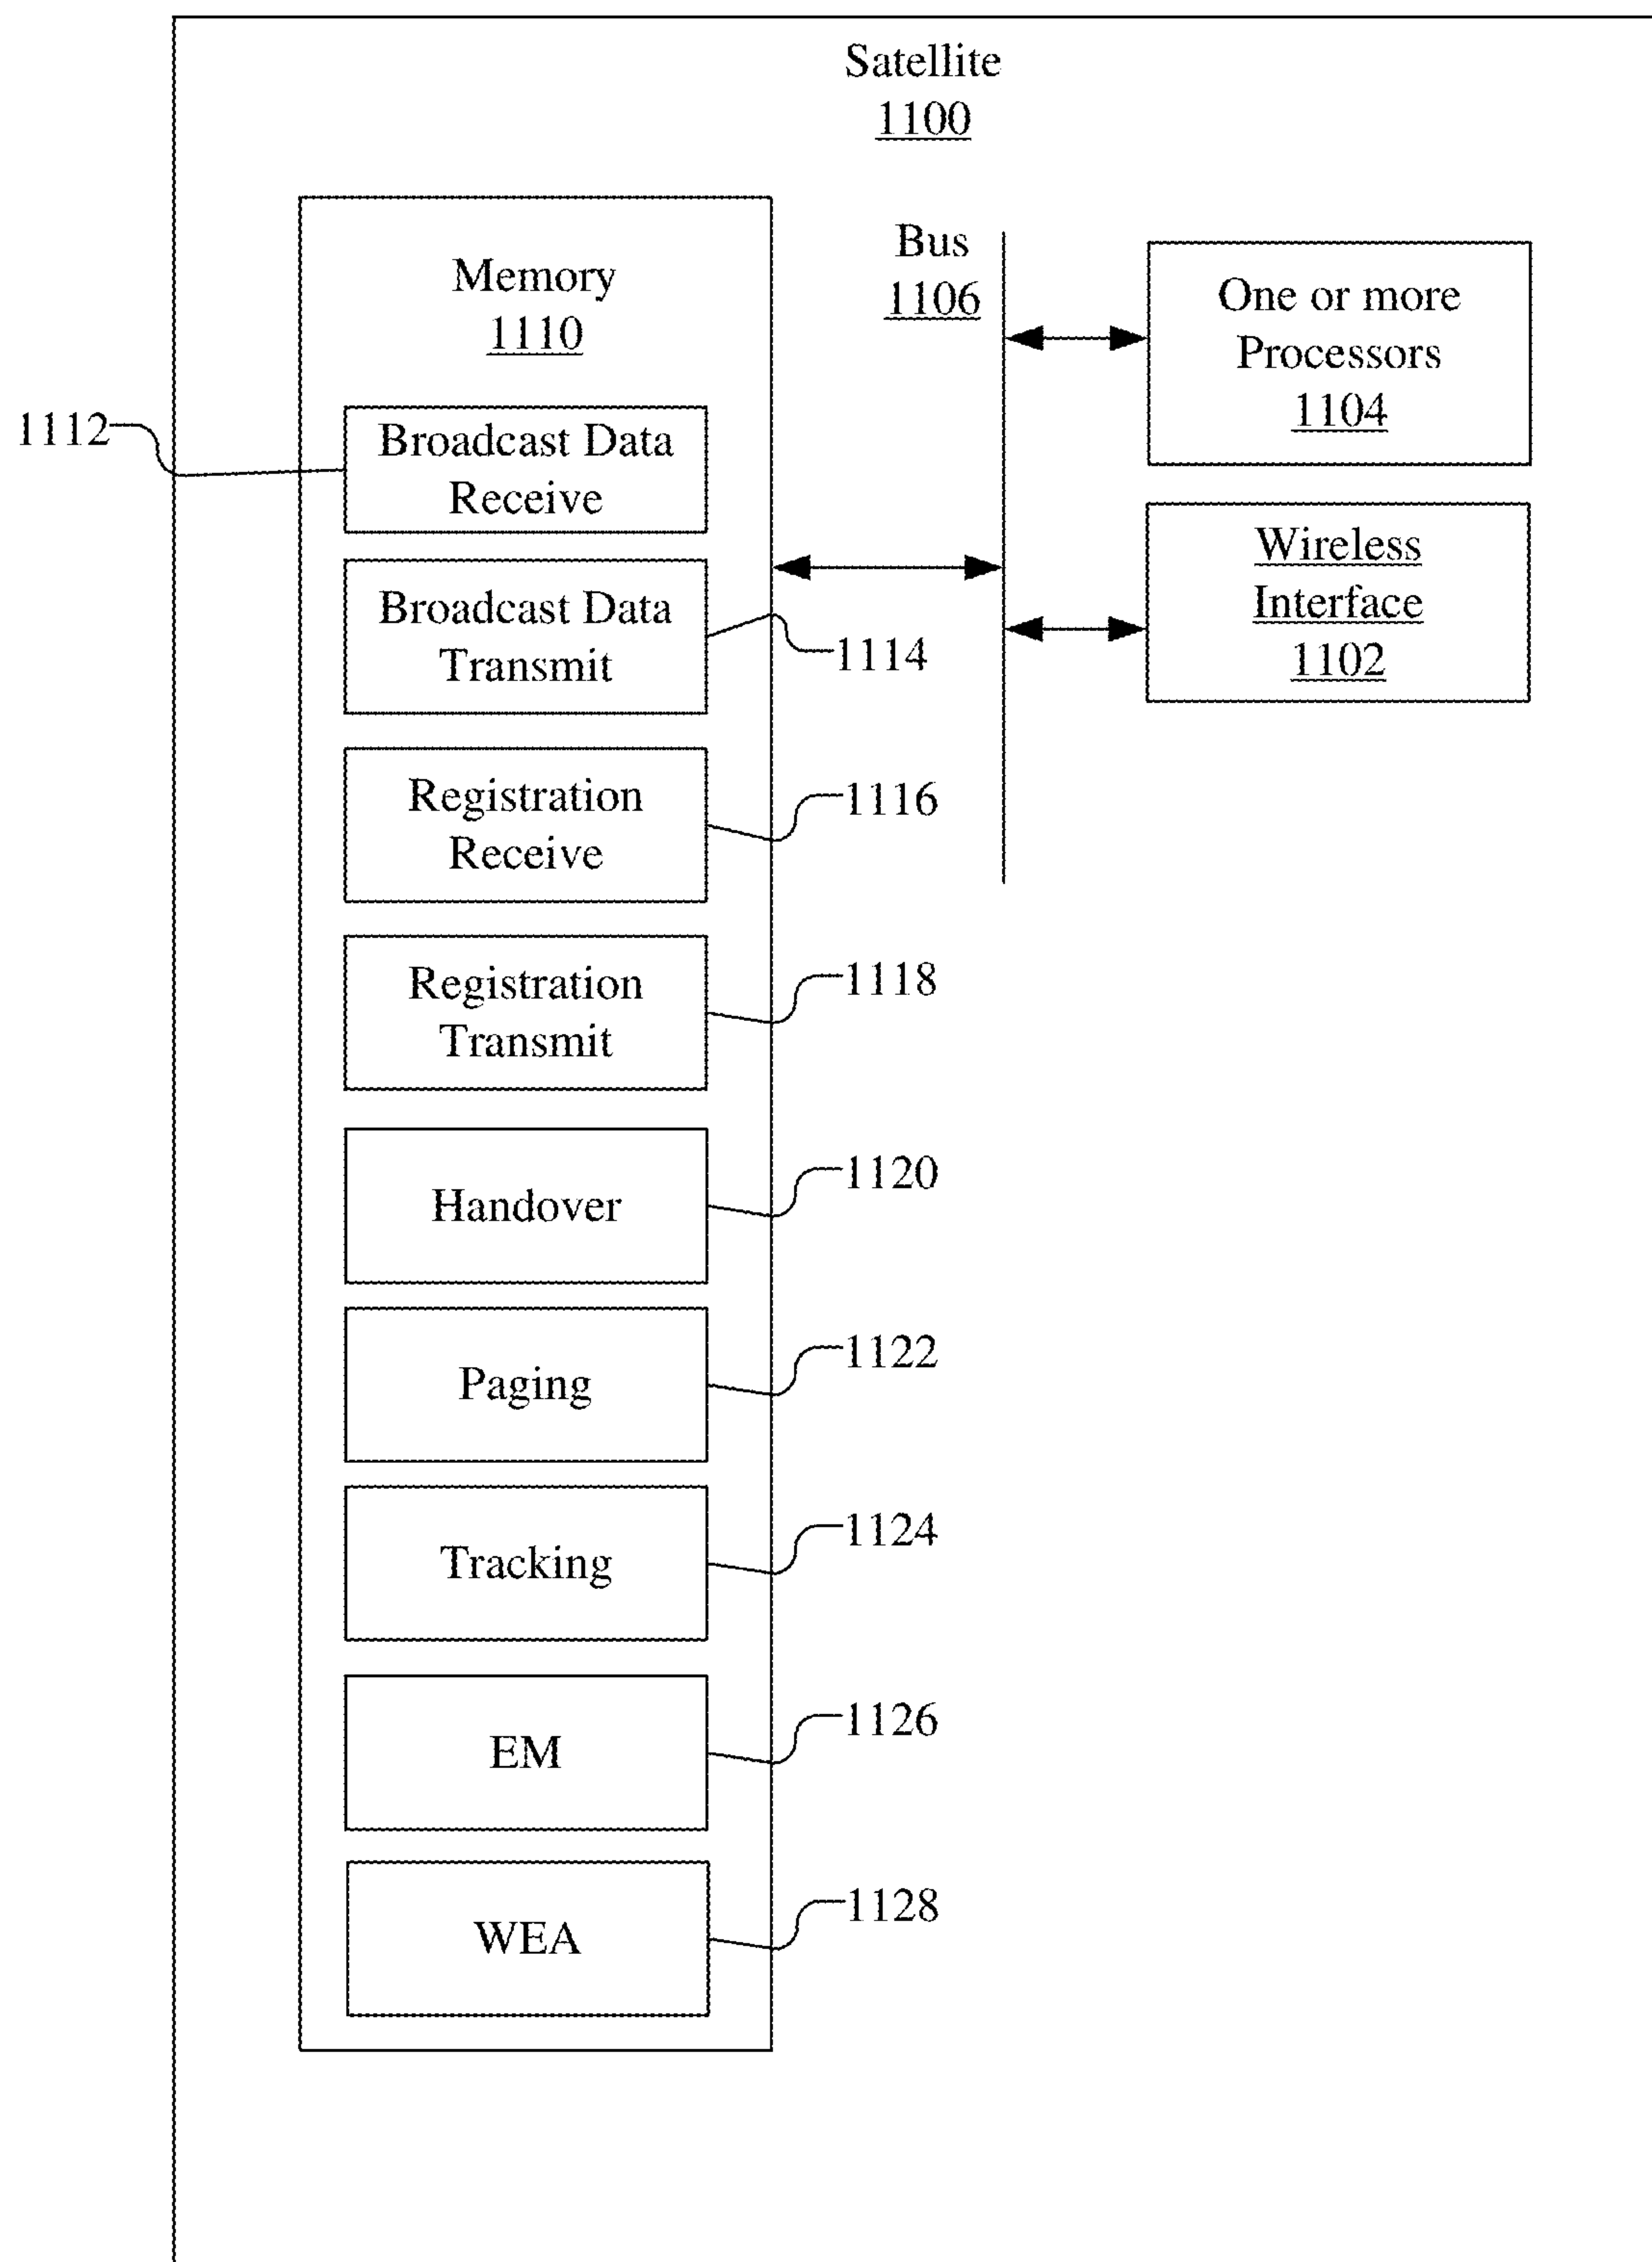 Satellite
1100
Memory
1110
Bus
1106
One or more
Processors
1104
Wireless
Interface
1102
1112
Broadcast Data
Receive
Broadcast Data
Transmit
1114
Registration
Receive
1116
Registration
Transmit
1118
Handover
1120
Paging
1122
Tracking
1124
EM
1126
WEA
1128